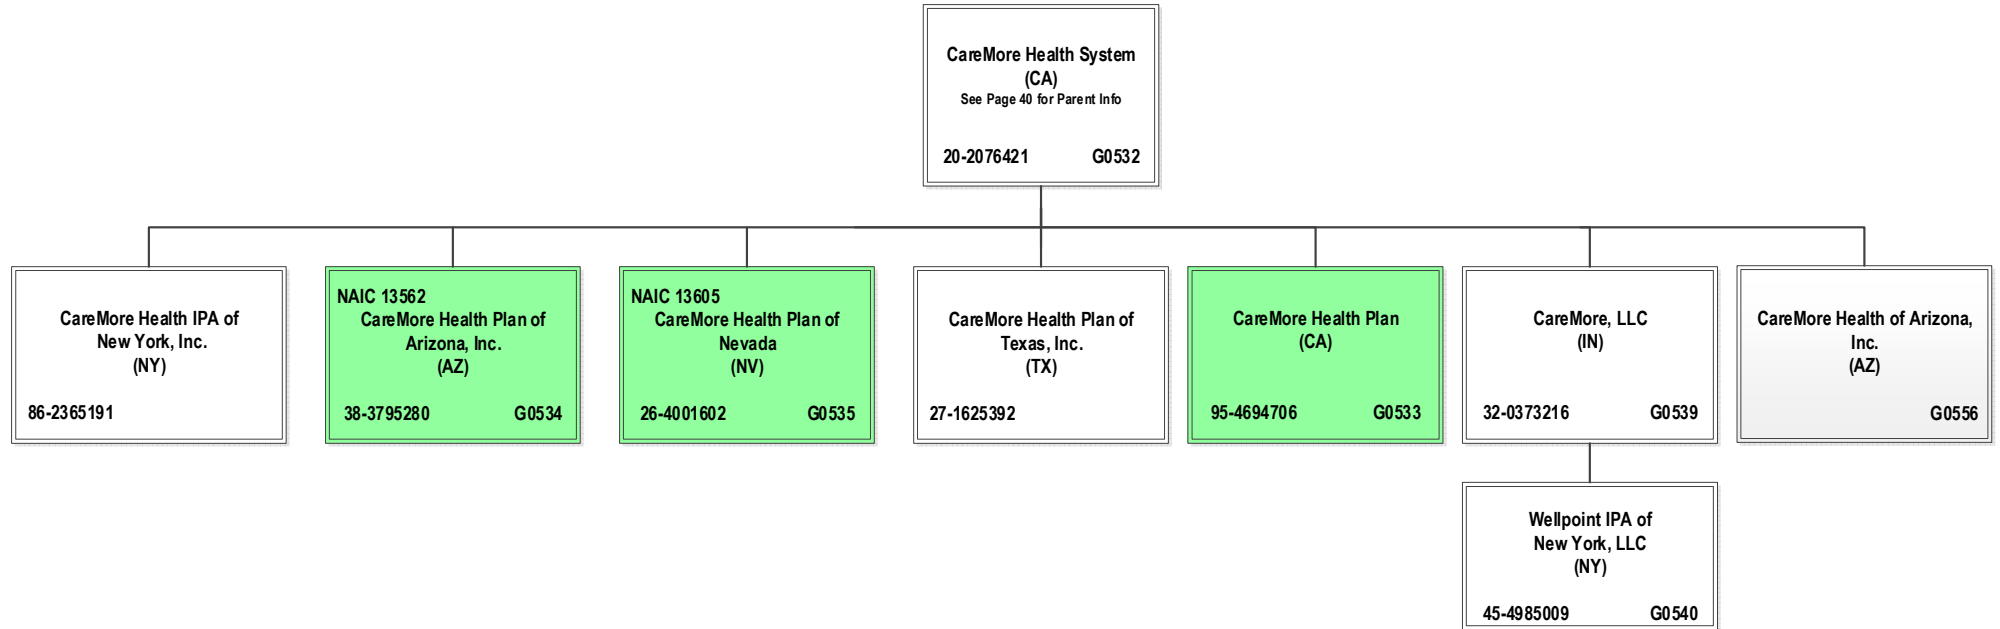 CareMore Health System
(CA)
See Page 40 for Parent Info
20-2076421 G0532
CareMore Health IPA of
New York, Inc.
(NY)
86-2365191
NAIC 13562
CareMore Health Plan of
Arizona, Inc.
(AZ)
38-3795280 G0534
NAIC 13605
CareMore Health Plan of
Nevada
(NV)
26-4001602 G0535
CareMore Health Plan of
Texas, Inc.
(TX)
27-1625392
CareMore Health Plan
(CA)
95-4694706 G0533
CareMore, LLC
(IN)
32-0373216 G0539
CareMore Health of Arizona,
Inc.
(AZ)
G0556
Wellpoint IPA of
New York, LLC
(NY)
45-4985009 G0540